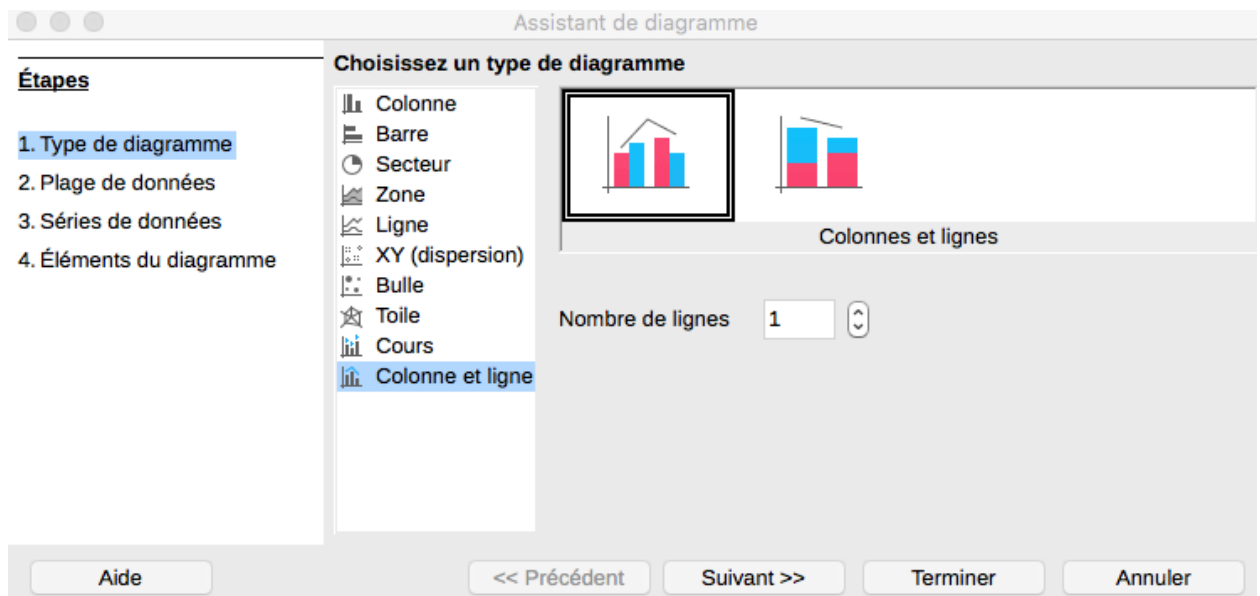 Assistant de diagramme
Étapes
1. Type de diagramme
2. Plage de données
3. Séries de données
4. Éléments du diagramme
Choisissez un type de diagramme
Colonne
Barre
Secteur
Zone
Ligne
XY (dispersion)
Bulle
Toile
Cours
Colonne et ligne
Colonnes et lignes
Nombre de lignes 1
Aide << Précédent Suivant >> Terminer Annuler